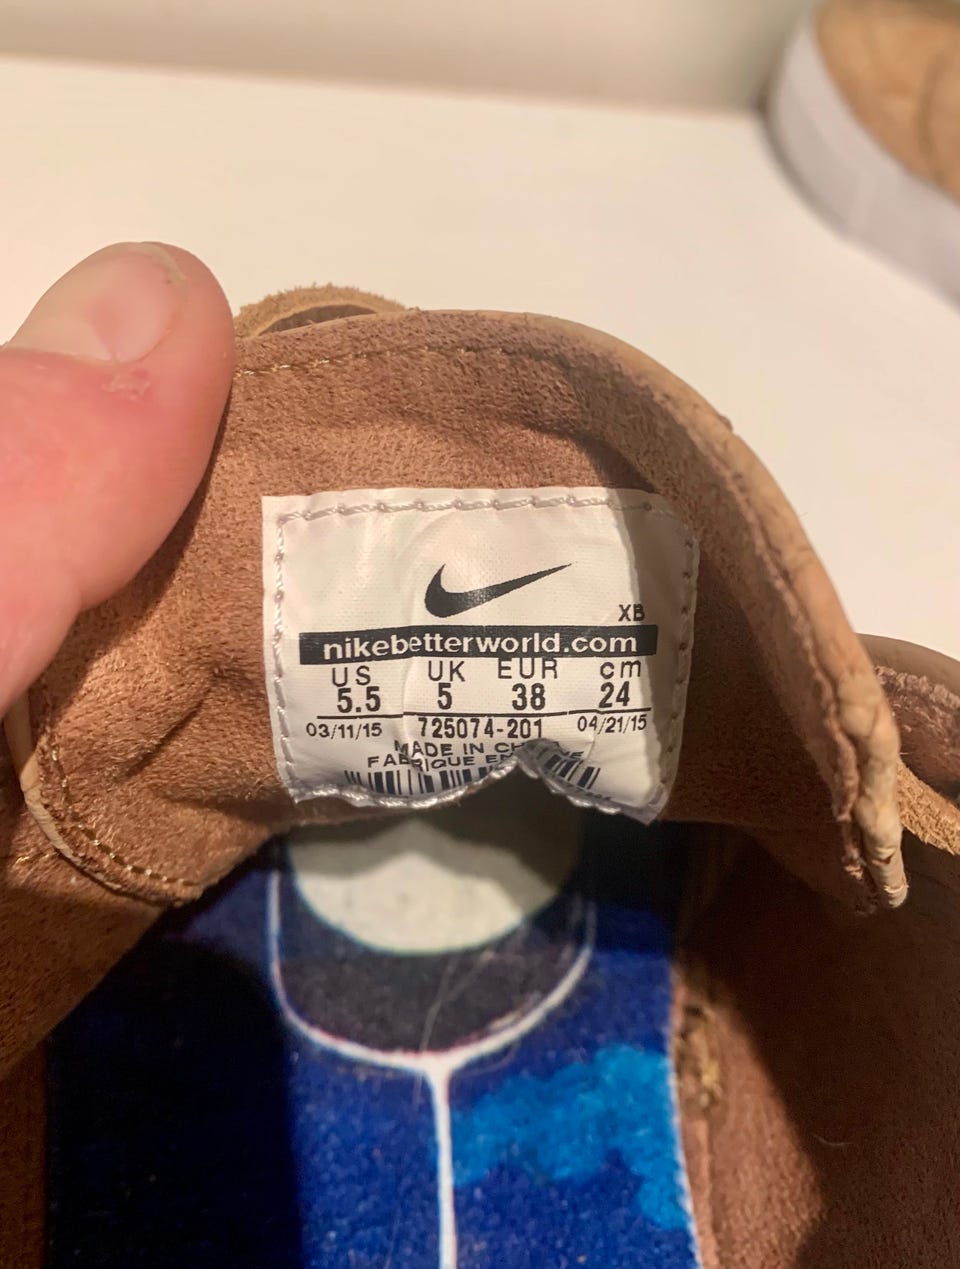 XB
nikebetterworld.com
US UK EUR cm
5.5 5 38 24
03/11/15 725074-201 04/21/15
MADE IN
FABRIQUE EN